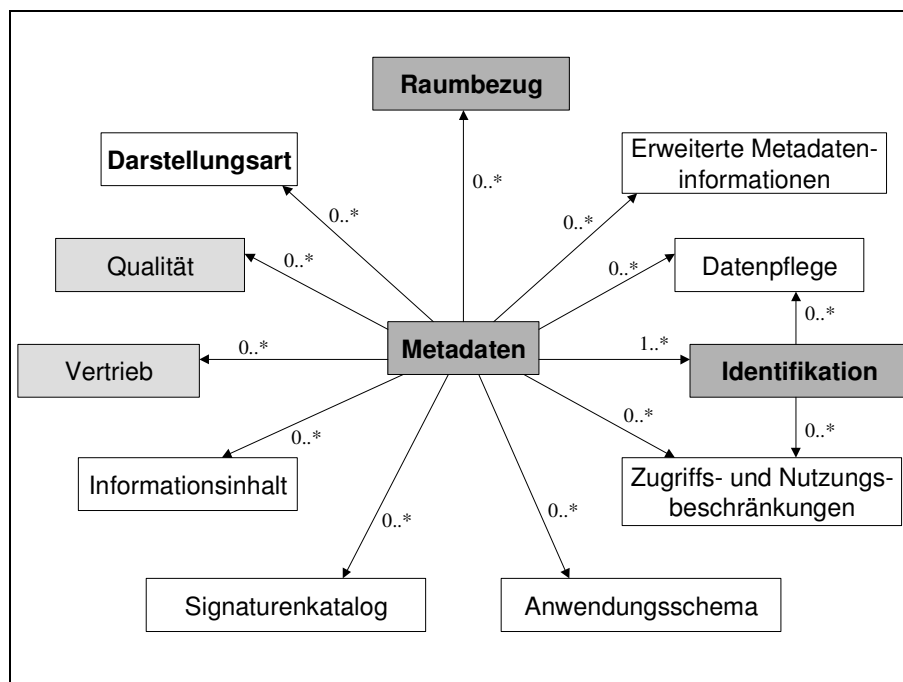 Raumbezug
Darstellungsart
Erweiterte Metadaten-
informationen
0..*
0..*
0..*
Qualität
0..*
0..*
Datenpflege
0..*
Metadaten
Vertrieb
0..*
1..*
Identifikation
0..*
0..*
0..*
Informationsinhalt
Zugriffs- und Nutzungs-
beschränkungen
0..*
0..*
Signaturenkatalog
Anwendungsschema